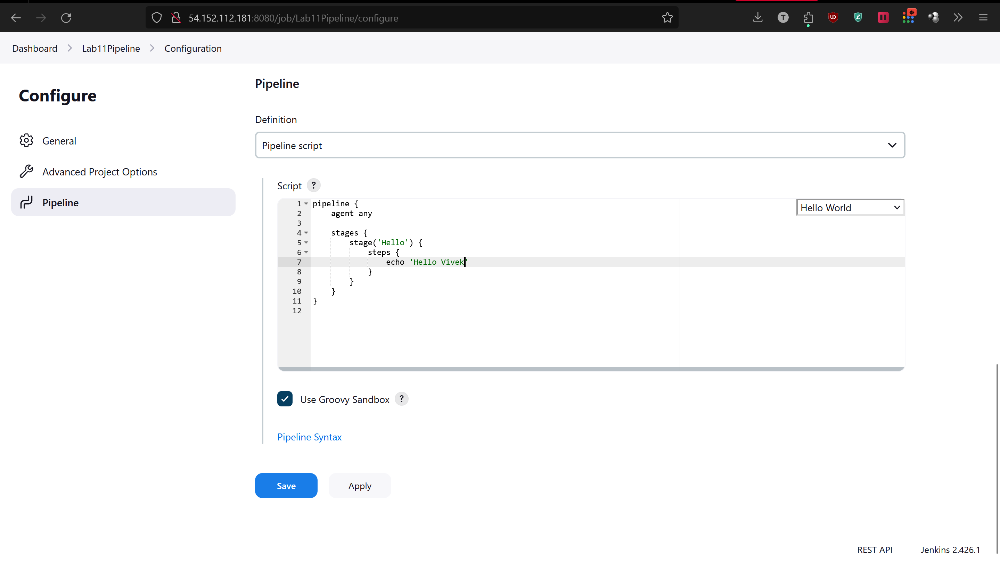 54.152.112.181:8080/job/Lab11Pipeline/configure
Dashboard > Lab11Pipeline > Configuration
Configure
General
Advanced Project Options
Pipeline
Pipeline
Definition
Pipeline script
Script ?
Hello World
1 pipeline {
2     agent any
3
4     stages {
5         stage('Hello') {
6             steps {
7                 echo 'Hello Vivek'
8             }
9         }
10     }
11 }
12
Use Groovy Sandbox ?
Pipeline Syntax
Save Apply
REST API Jenkins 2.426.1